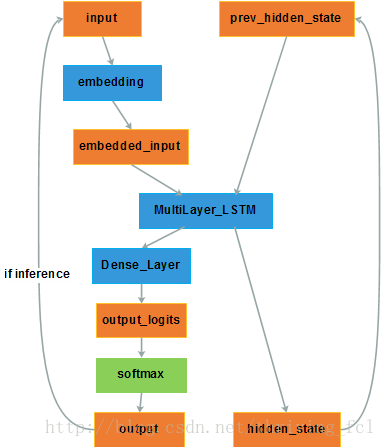 input
prev_hidden_state
embedding
embedded_input
MultiLayer_LSTM
Dense_Layer
if inference
output_logits
softmax
output
hidden_state